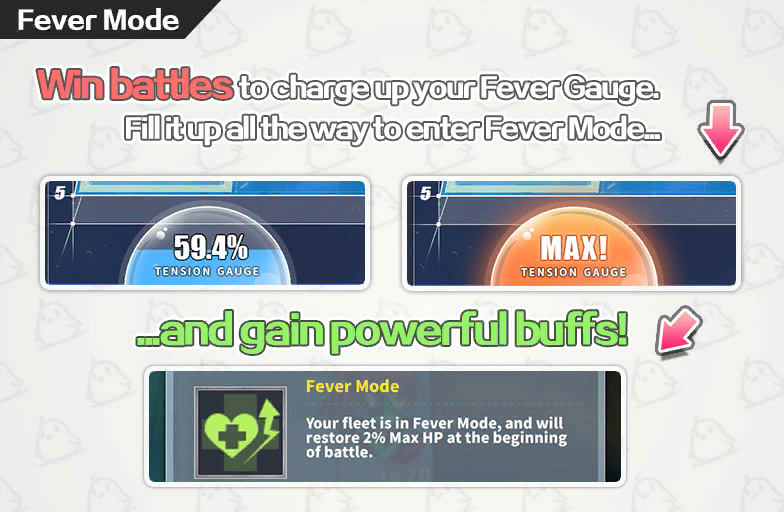 Fever Mode
Win battles to charge up your Fever Gauge.
Fill it up all the way to enter Fever Mode...
5
59.4%
TENSION GAUGE
5
MAX!
TENSION GAUGE
...and gain powerful buffs!
Fever Mode
Your fleet is in Fever Mode, and will
restore 2% Max HP at the beginning
of battle.